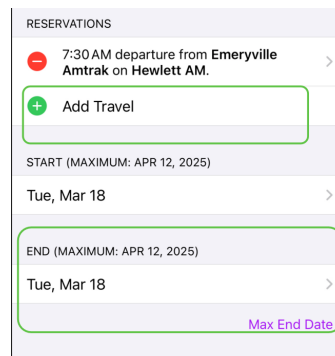 RESERVATIONS
7:30 AM departure from Emeryville
Amtrak on Hewlett AM.
Add Travel
START (MAXIMUM: APR 12, 2025)
Tue, Mar 18
END (MAXIMUM: APR 12, 2025)
Tue, Mar 18
Max End Date